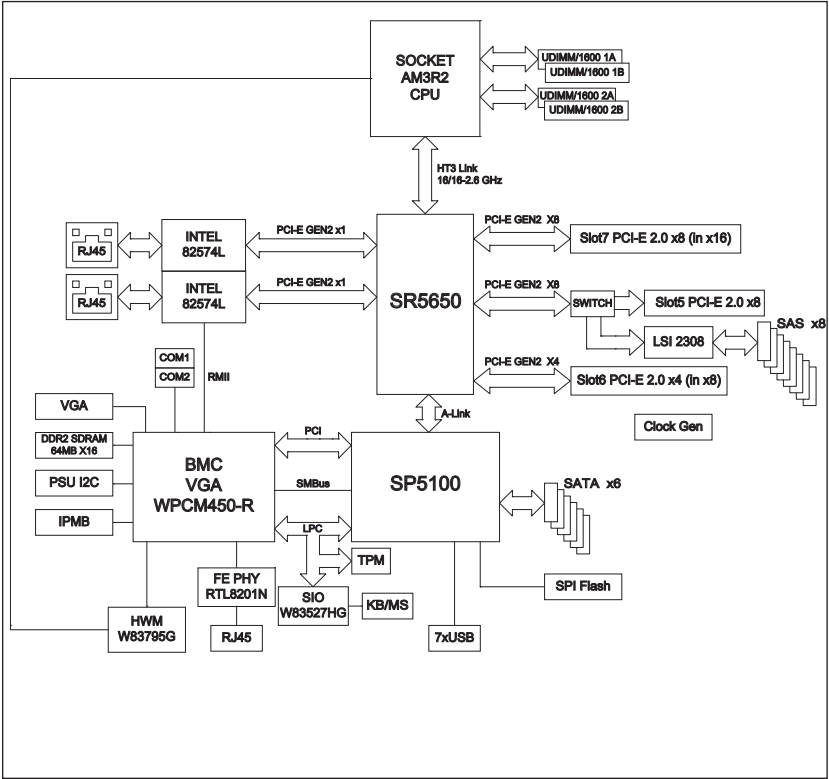 SOCKET
AM3R2
CPU
UDIMM/1600 1A
UDIMM/1600 1B
UDIMM/1600 2A
UDIMM/1600 2B
HT3 Link
16/16-2.6 GHz
RJ45
INTEL
82574L
PCI-E GEN2 x1
RJ45
INTEL
82574L
PCI-E GEN2 x1
SR5650
PCI-E GEN2 X8
Slot7 PCI-E 2.0 x8 (in x16)
PCI-E GEN2 X8
SWITCH
Slot5 PCI-E 2.0 x8
LSI 2308
SAS x8
PCI-E GEN2 X4
Slot6 PCI-E 2.0 x4 (in x8)
COM1
COM2
RMII
A-Link
Clock Gen
VGA
DDR2 SDRAM
64MB X16
PSU I2C
IPMB
BMC
VGA
WPCM450-R
PCI
SMBus
LPC
SP5100
SATA x6
TPM
FE PHY
RTL8201N
SIO
W83527HG
KB/MS
SPI Flash
HWM
W83795G
RJ45
7xUSB